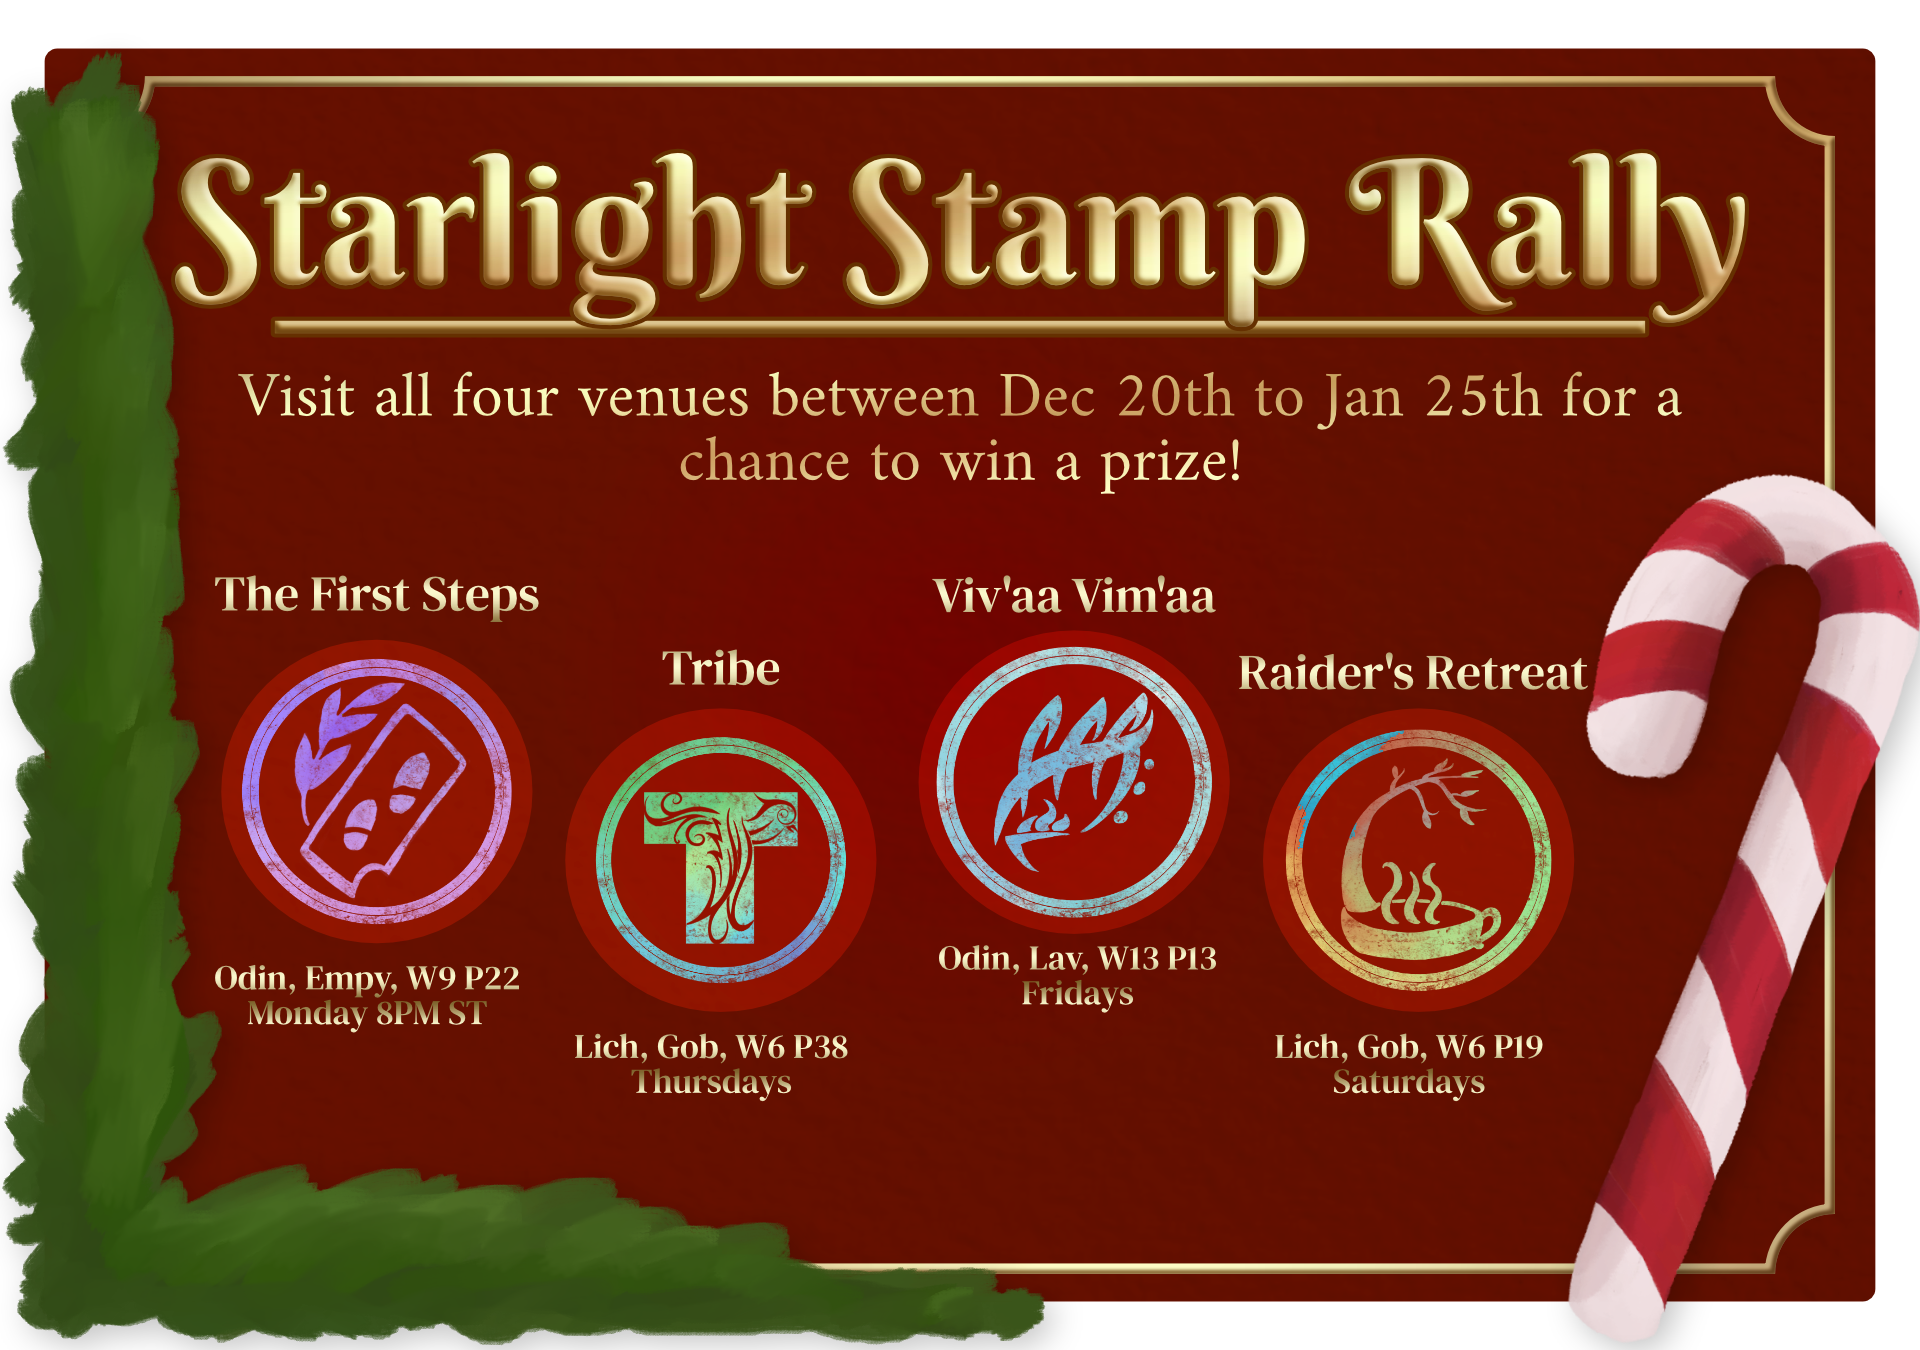 Starlight Stamp Rally
Visit all four venues between Dec 20th to Jan 25th for a
chance to win a prize!
The First Steps
Odin, Empy, W9 P22
Monday 8PM ST
Tribe
T
Lich, Gob, W6 P38
Thursdays
Viv'aa Vim'aa
Odin, Lav, W13 P13
Fridays
Raider's Retreat
Lich, Gob, W6 P19
Saturdays